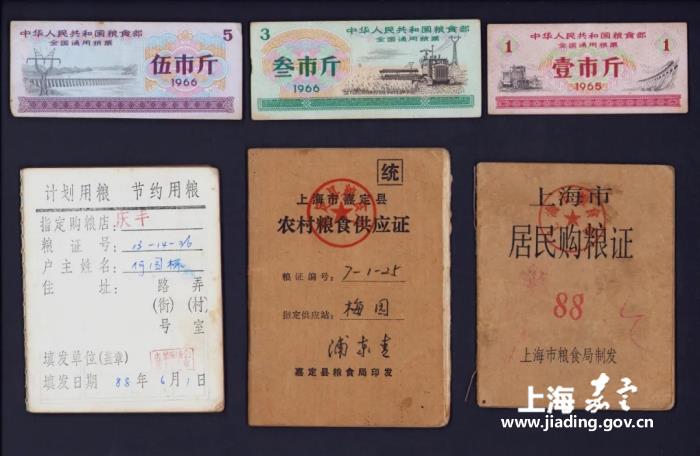 中华人民共和国粮食部
5
全国通用粮票
伍市斤
1966
3
中华人民共和国粮食部
全国通用粮票
叁市斤
1966
中华人民共和国粮食部
全国通用粮票
1
1
壹市斤
1965
计划用粮 节约用粮
指定购粮店: 庆丰
粮证号: 13-14-36
户主姓名: 何国栋
住址: 路弄
(街)(村)
号室
填发单位(盖章)
填发日期 88年6月1日
统
上海市嘉定县
农村粮食供应证
粮证编号: 7-1-25
指定供应站: 梅园
嘉定县粮食局印发
上海市
居民购粮证
88
上海市粮食局制发
上海嘉定
www.jiading.gov.cn